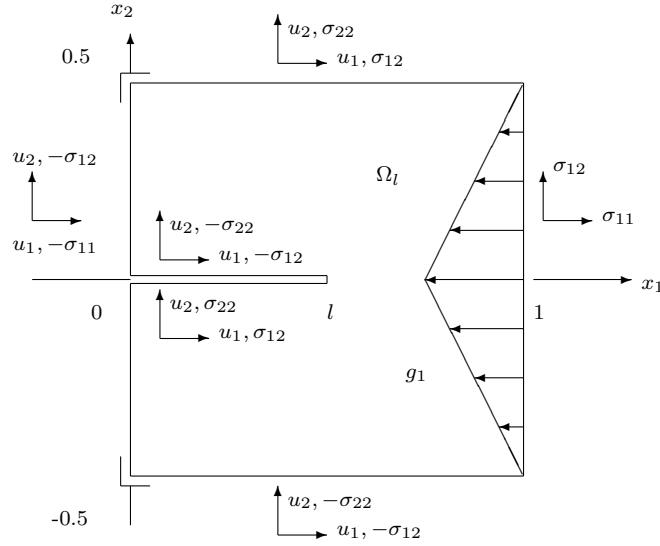 x₂
u₂, σ₂₂
u₁, σ₁₂
0.5
u₂, −σ₁₂
u₁, −σ₁₁
Ωₗ
σ₁₂
σ₁₁
u₂, −σ₂₂
u₁, −σ₁₂
x₁
0
u₂, σ₂₂
u₁, σ₁₂
l
1
g₁
-0.5
u₂, −σ₂₂
u₁, −σ₁₂